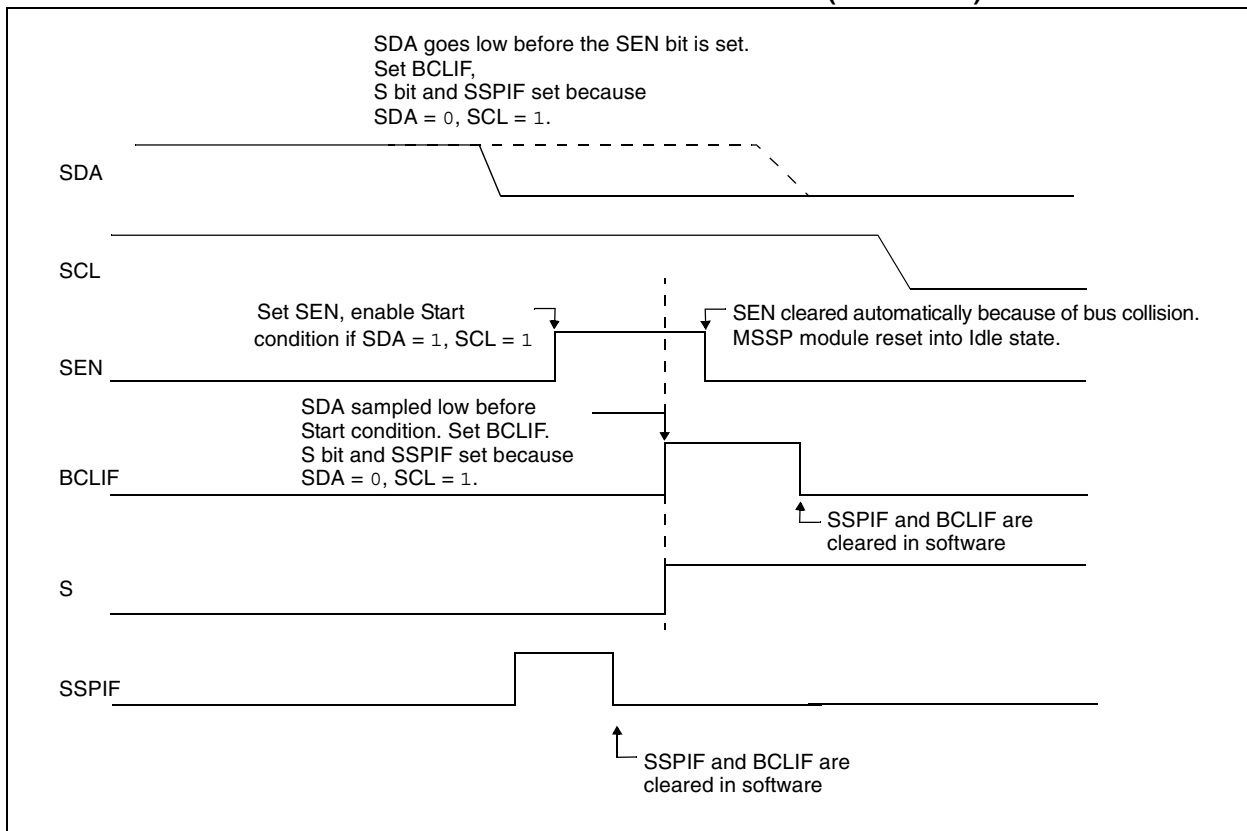 SDA goes low before the SEN bit is set.
Set BCLIF,
S bit and SSPIF set because
SDA = 0, SCL = 1.
SDA
SCL
Set SEN, enable Start
condition if SDA = 1, SCL = 1
SEN cleared automatically because of bus collision.
MSSP module reset into Idle state.
SEN
SDA sampled low before
Start condition. Set BCLIF.
S bit and SSPIF set because
SDA = 0, SCL = 1.
BCLIF
SSPIF and BCLIF are
cleared in software
S
SSPIF
SSPIF and BCLIF are
cleared in software